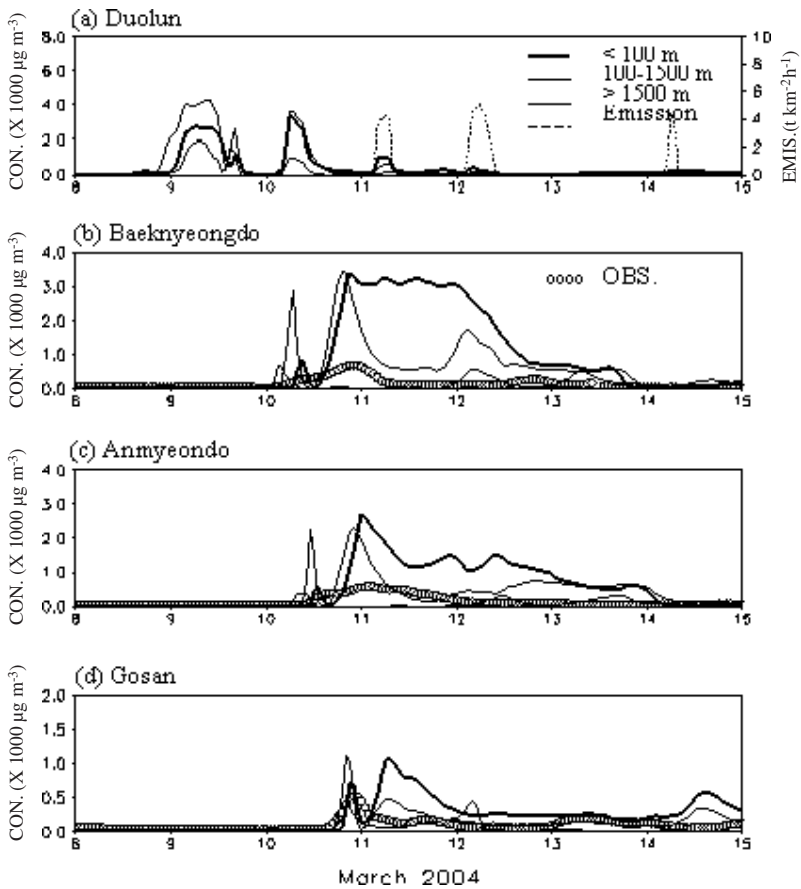 (a) Duolun
CON. (X 1000 µg m-3)
8.0
6.0
4.0
2.0
0.0
< 100 m
100-1500 m
> 1500 m
Emission
10
8
6
4
2
0
EMIS.(t km-2h-1)
8 9 10 11 12 13 14 15
(b) Baeknyeongdo
CON. (X 1000 µg m-3)
4.0
3.0
2.0
1.0
0.0
OBS.
8 9 10 11 12 13 14 15
(c) Anmyeondo
CON. (X 1000 µg m-3)
4.0
3.0
2.0
1.0
0.0
8 9 10 11 12 13 14 15
(d) Gosan
CON. (X 1000 µg m-3)
2.0
1.5
1.0
0.5
0.0
8 9 10 11 12 13 14 15
March 2004